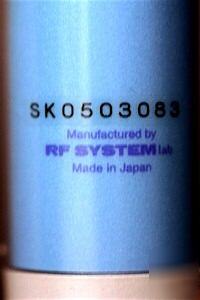 SK0503083
Manufactured by
RF SYSTEM lab
Made in Japan